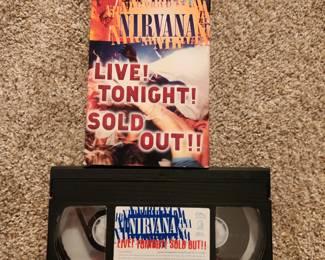 NIRVANA
LIVE!
TONIGHT!
SOLD
OUT!!
NIRVANA
LIVE! TONIGHT! SOLD OUT!!